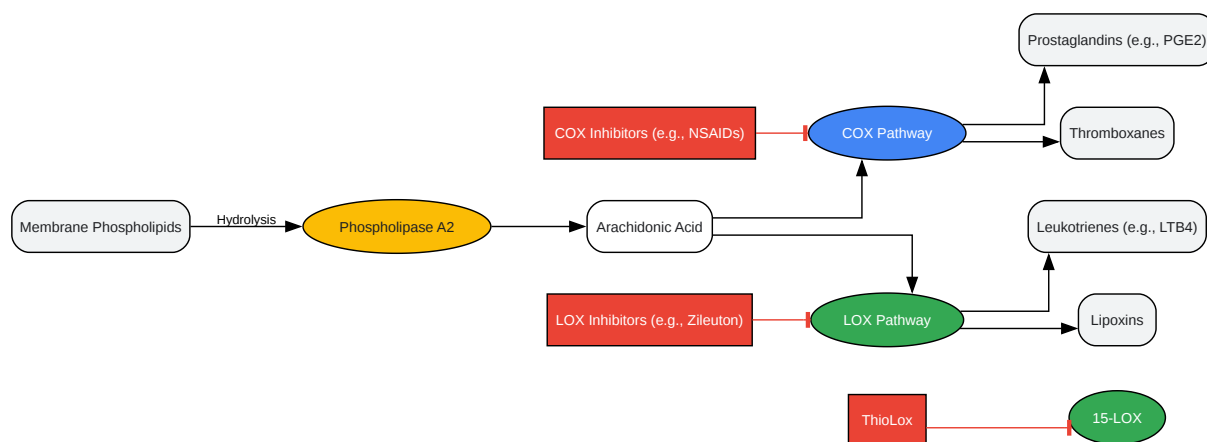 Prostaglandins (e.g., PGE2)
COX Inhibitors (e.g., NSAIDs)
COX Pathway
Thromboxanes
Membrane Phospholipids
Hydrolysis
Phospholipase A2
Arachidonic Acid
Leukotrienes (e.g., LTB4)
LOX Inhibitors (e.g., Zileuton)
LOX Pathway
Lipoxins
ThioLox
15-LOX